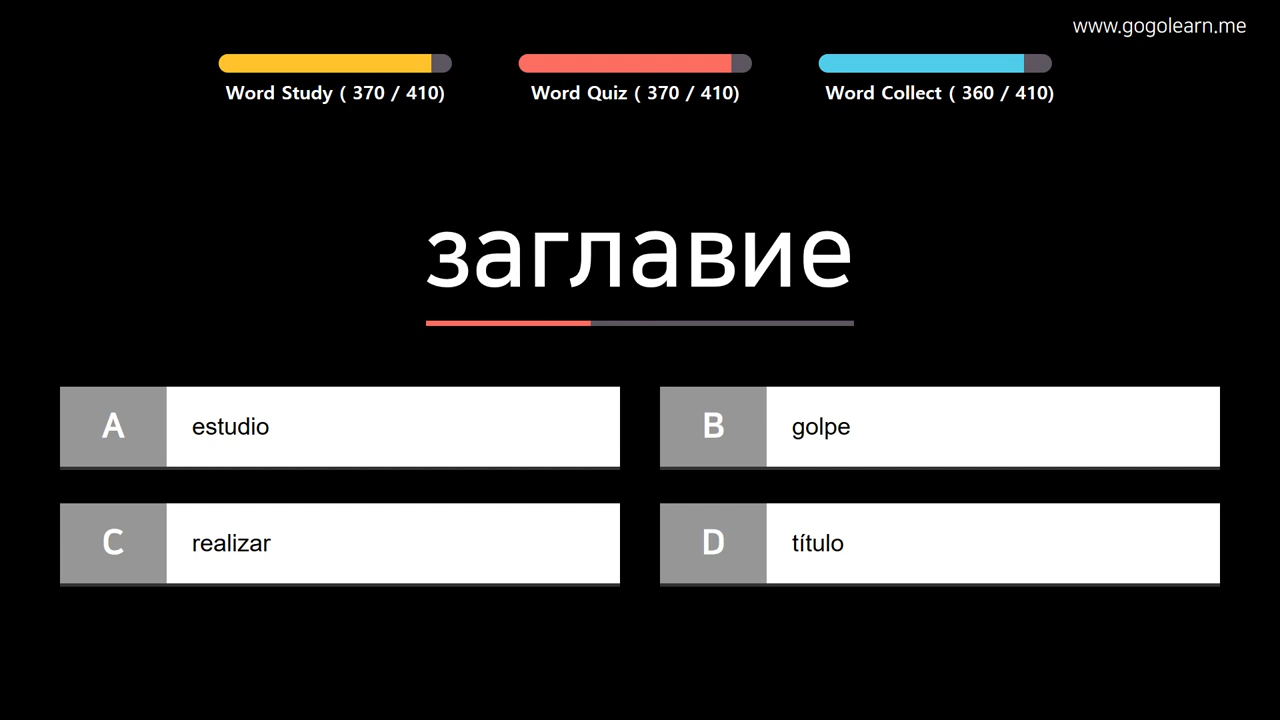 www.gogolearn.me
Word Study ( 370 / 410)
Word Quiz ( 370 / 410)
Word Collect ( 360 / 410)
заглавие
A estudio
B golpe
C realizar
D título